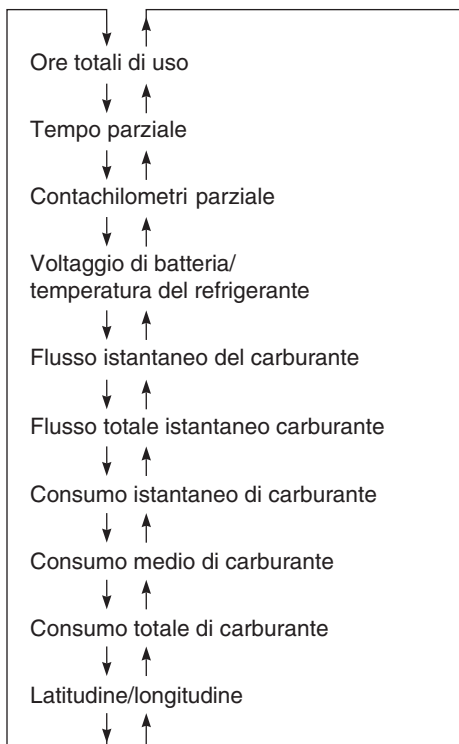 Ore totali di uso
Tempo parziale
Contachilometri parziale
Voltaggio di batteria/
temperatura del refrigerante
Flusso istantaneo del carburante
Flusso totale istantaneo carburante
Consumo istantaneo di carburante
Consumo medio di carburante
Consumo totale di carburante
Latitudine/longitudine